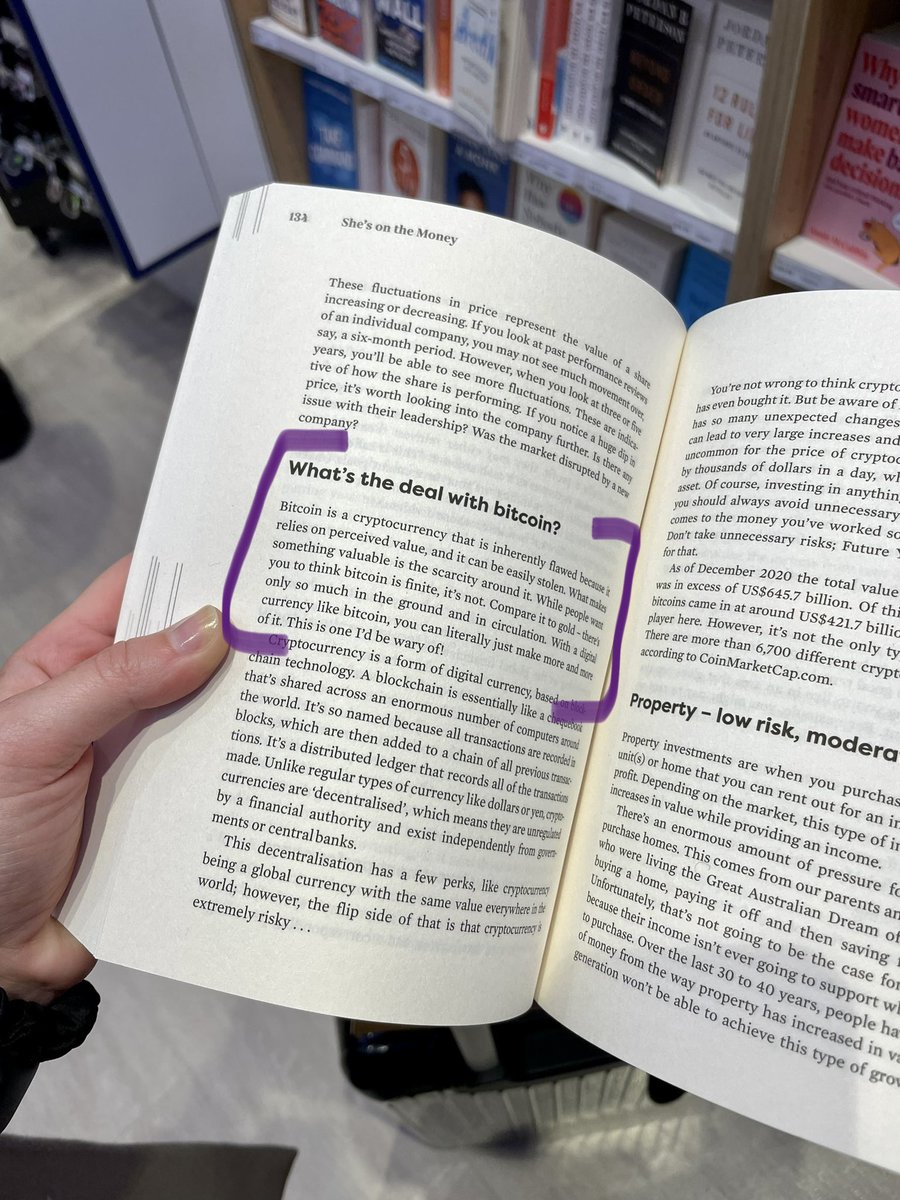 WALL
JORDAN B
PETERSON
BEYOND
ORDER
JORDAN
PETERSON
12 RULES
FOR LIFE
Why
smart
women
make bad
decisions
134 She's on the Money
These fluctuations in price represent the value of a share
increasing or decreasing. If you look at past performance reviews
of an individual company, you may not see much movement over,
say, a six-month period. However, when you look at three or five
years, you'll be able to see more fluctuations. These are indica-
tive of how the share is performing. If you notice a huge dip in
price, it's worth looking into the company further. Is there any
issue with their leadership? Was the market disrupted by a new
company?
What's the deal with bitcoin?
Bitcoin is a cryptocurrency that is inherently flawed because it
relies on perceived value, and it can be easily stolen. What makes
something valuable is the scarcity around it. While people want
you to think bitcoin is finite, it's not. Compare it to gold – there's
only so much in the ground and in circulation. With a digital
currency like bitcoin, you can literally just make more and more
of it. This is one I'd be wary of!
Cryptocurrency is a form of digital currency, based on block-
chain technology. A blockchain is essentially like a chequebook
that's shared across an enormous number of computers around
the world. It's so named because all transactions are recorded in
blocks, which are then added to a chain of all previous transac-
tions. It's a distributed ledger that records all of the transactions
made. Unlike regular types of currency like dollars or yen, crypto-
currencies are 'decentralised', which means they are unregulated
by a financial authority and exist independently from govern-
ments or central banks.
This decentralisation has a few perks, like cryptocurrency
being a global currency with the same value everywhere in the
world; however, the flip side of that is that cryptocurrency is
extremely risky . . .
You're not wrong to think crypto
has even bought it. But be aware of
has so many unexpected changes
can lead to very large increases and
uncommon for the price of cryptoc
by thousands of dollars in a day, wh
asset. Of course, investing in anything
you should always avoid unnecessary
comes to the money you've worked so
Don't take unnecessary risks; Future Y
for that.
As of December 2020 the total value
was in excess of US$645.7 billion. Of thi
bitcoins came in at around US$421.7 billio
player here. However, it's not the only ty
There are more than 6,700 different crypt
according to CoinMarketCap.com.
Property – low risk, modera
Property investments are when you purchas
unit(s) or home that you can rent out for an in
profit. Depending on the market, this type of in
increases in value while providing an income.
There's an enormous amount of pressure fo
purchase homes. This comes from our parents an
who were living the Great Australian Dream of
buying a home, paying it off and then saving f
Unfortunately, that's not going to be the case for
because their income isn't ever going to support wh
to purchase. Over the last 30 to 40 years, people ha
of money from the way property has increased in va
generation won't be able to achieve this type of grow